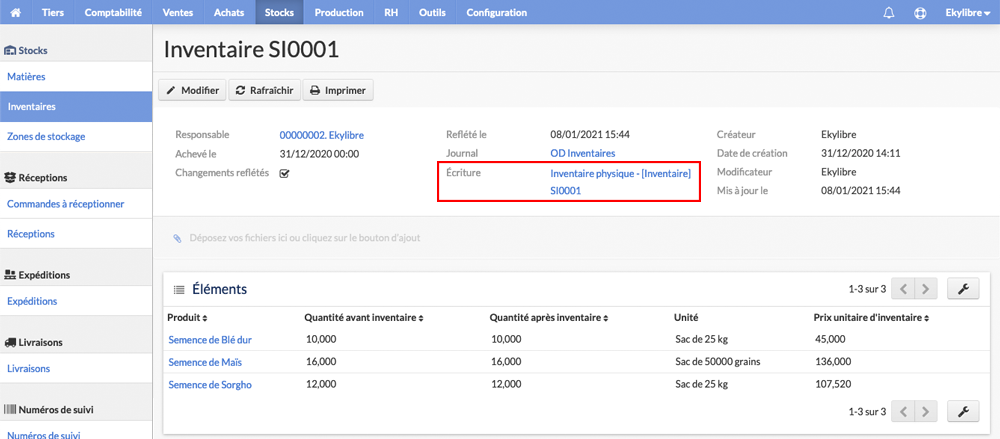 Tiers Comptabilité Ventes Achats Stocks Production RH Outils Configuration Ekylibre
Stocks
Matières
Inventaires
Zones de stockage
Réceptions
Commandes à réceptionner
Réceptions
Expéditions
Expéditions
Livraisons
Livraisons
Numéros de suivi
Numéros de suivi
Inventaire SI0001
Modifier Rafraîchir Imprimer
Responsable 00000002. Ekylibre
Achevé le 31/12/2020 00:00
Changements reflétés
Reflété le 08/01/2021 15:44
Journal OD Inventaires
Écriture Inventaire physique - [Inventaire]
SI0001
Créateur Ekylibre
Date de création 31/12/2020 14:11
Modificateur Ekylibre
Mis à jour le 08/01/2021 15:44
Déposez vos fichiers ici ou cliquez sur le bouton d'ajout
Éléments 1-3 sur 3
Produit Quantité avant inventaire Quantité après inventaire Unité Prix unitaire d'inventaire
Semence de Blé dur 10,000 10,000 Sac de 25 kg 45,000
Semence de Maïs 16,000 16,000 Sac de 50000 grains 136,000
Semence de Sorgho 12,000 12,000 Sac de 25 kg 107,520
1-3 sur 3